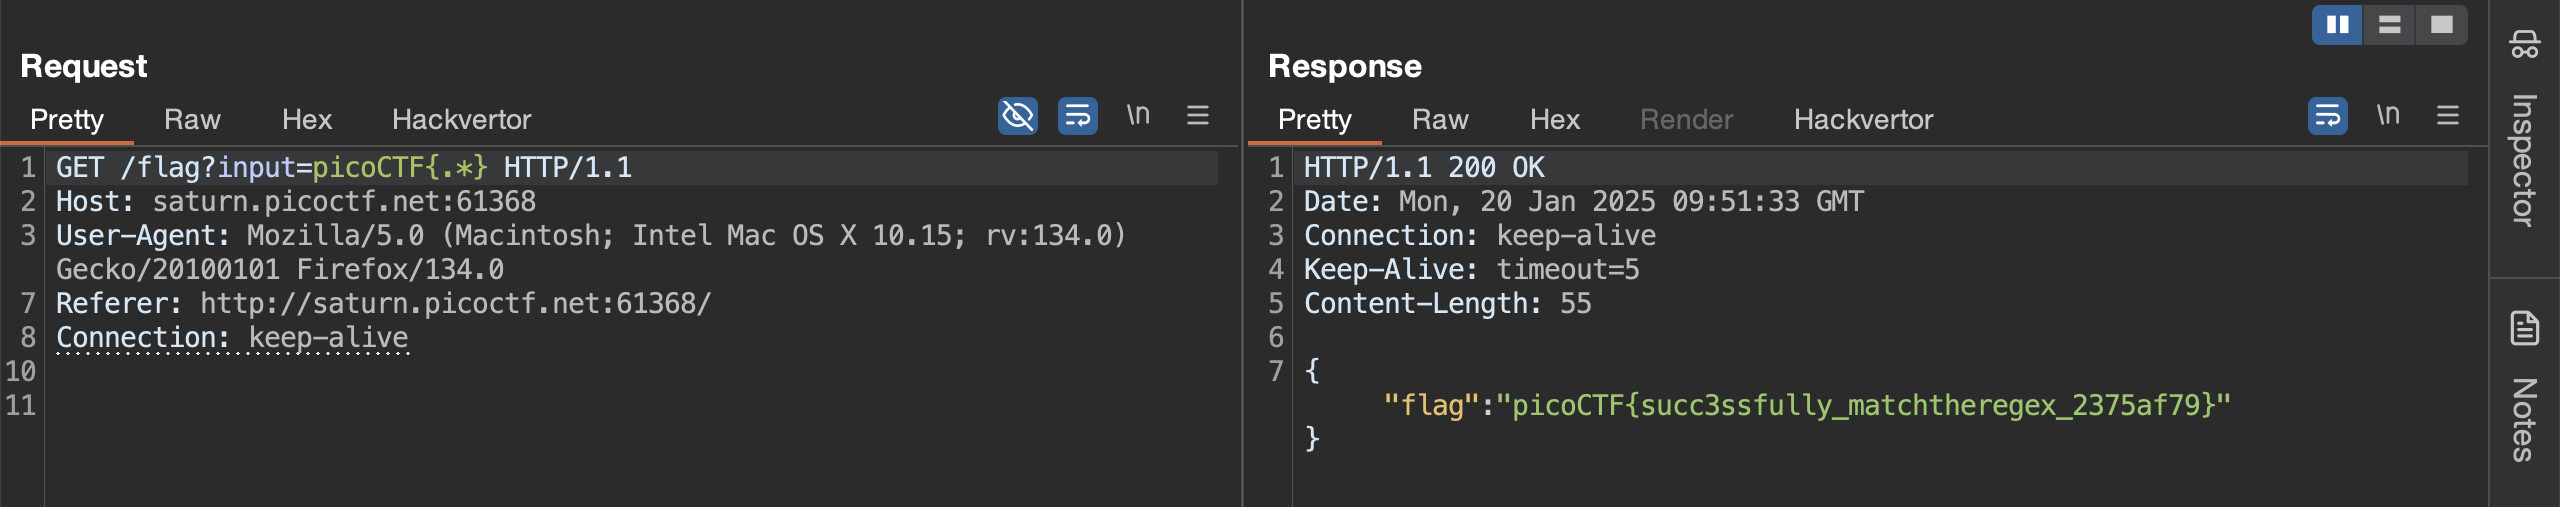 Request
Pretty Raw Hex Hackvertor \n
1 GET /flag?input=picoCTF{.*} HTTP/1.1
2 Host: saturn.picoctf.net:61368
3 User-Agent: Mozilla/5.0 (Macintosh; Intel Mac OS X 10.15; rv:134.0)
Gecko/20100101 Firefox/134.0
7 Referer: http://saturn.picoctf.net:61368/
8 Connection: keep-alive
10
11
Response
Pretty Raw Hex Render Hackvertor \n
1 HTTP/1.1 200 OK
2 Date: Mon, 20 Jan 2025 09:51:33 GMT
3 Connection: keep-alive
4 Keep-Alive: timeout=5
5 Content-Length: 55
6
7 {
"flag":"picoCTF{succ3ssfully_matchtheregex_2375af79}"
}
Inspector
Notes